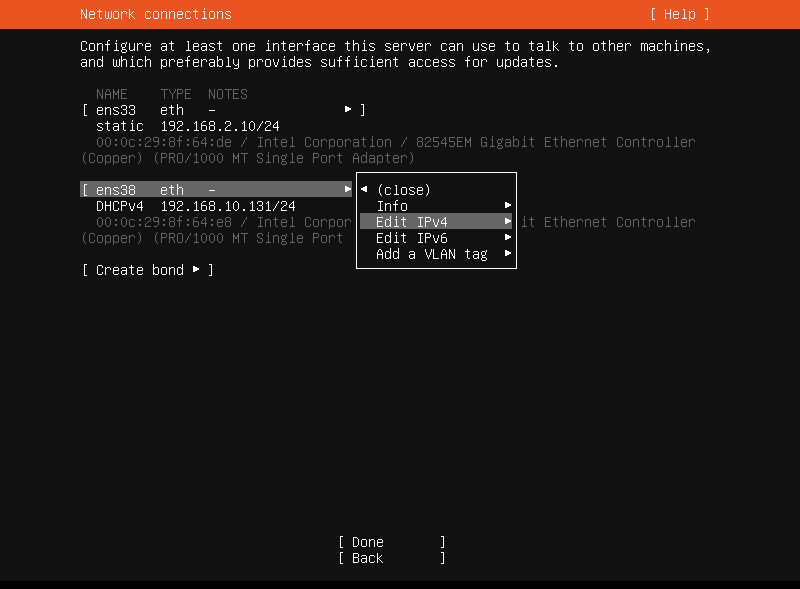 Network connections [ Help ]
Configure at least one interface this server can use to talk to other machines,
and which preferably provides sufficient access for updates.
NAME TYPE NOTES
[ ens33 eth – ▸ ]
static 192.168.2.10/24
00:0c:29:8f:64:de / Intel Corporation / 82545EM Gigabit Ethernet Controller
(Copper) (PRO/1000 MT Single Port Adapter)
[ ens38 eth – ▸
DHCPv4 192.168.10.131/24
00:0c:29:8f:64:e8 / Intel Corpor it Ethernet Controller
(Copper) (PRO/1000 MT Single Port
◂ (close)
Info ▸
Edit IPv4 ▸
Edit IPv6 ▸
Add a VLAN tag ▸
[ Create bond ▸ ]
[ Done ]
[ Back ]